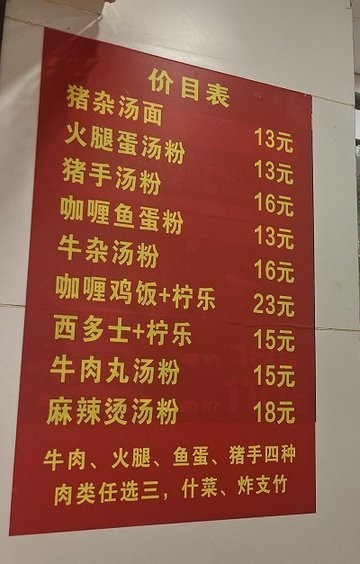 价目表
猪杂汤面 13元
火腿蛋汤粉 13元
猪手汤粉 16元
咖喱鱼蛋粉 13元
牛杂汤粉 16元
咖喱鸡饭+柠乐 23元
西多士+柠乐 15元
牛肉丸汤粉 15元
麻辣烫汤粉 18元
牛肉、火腿、鱼蛋、猪手四种
肉类任选三，什菜、炸支竹